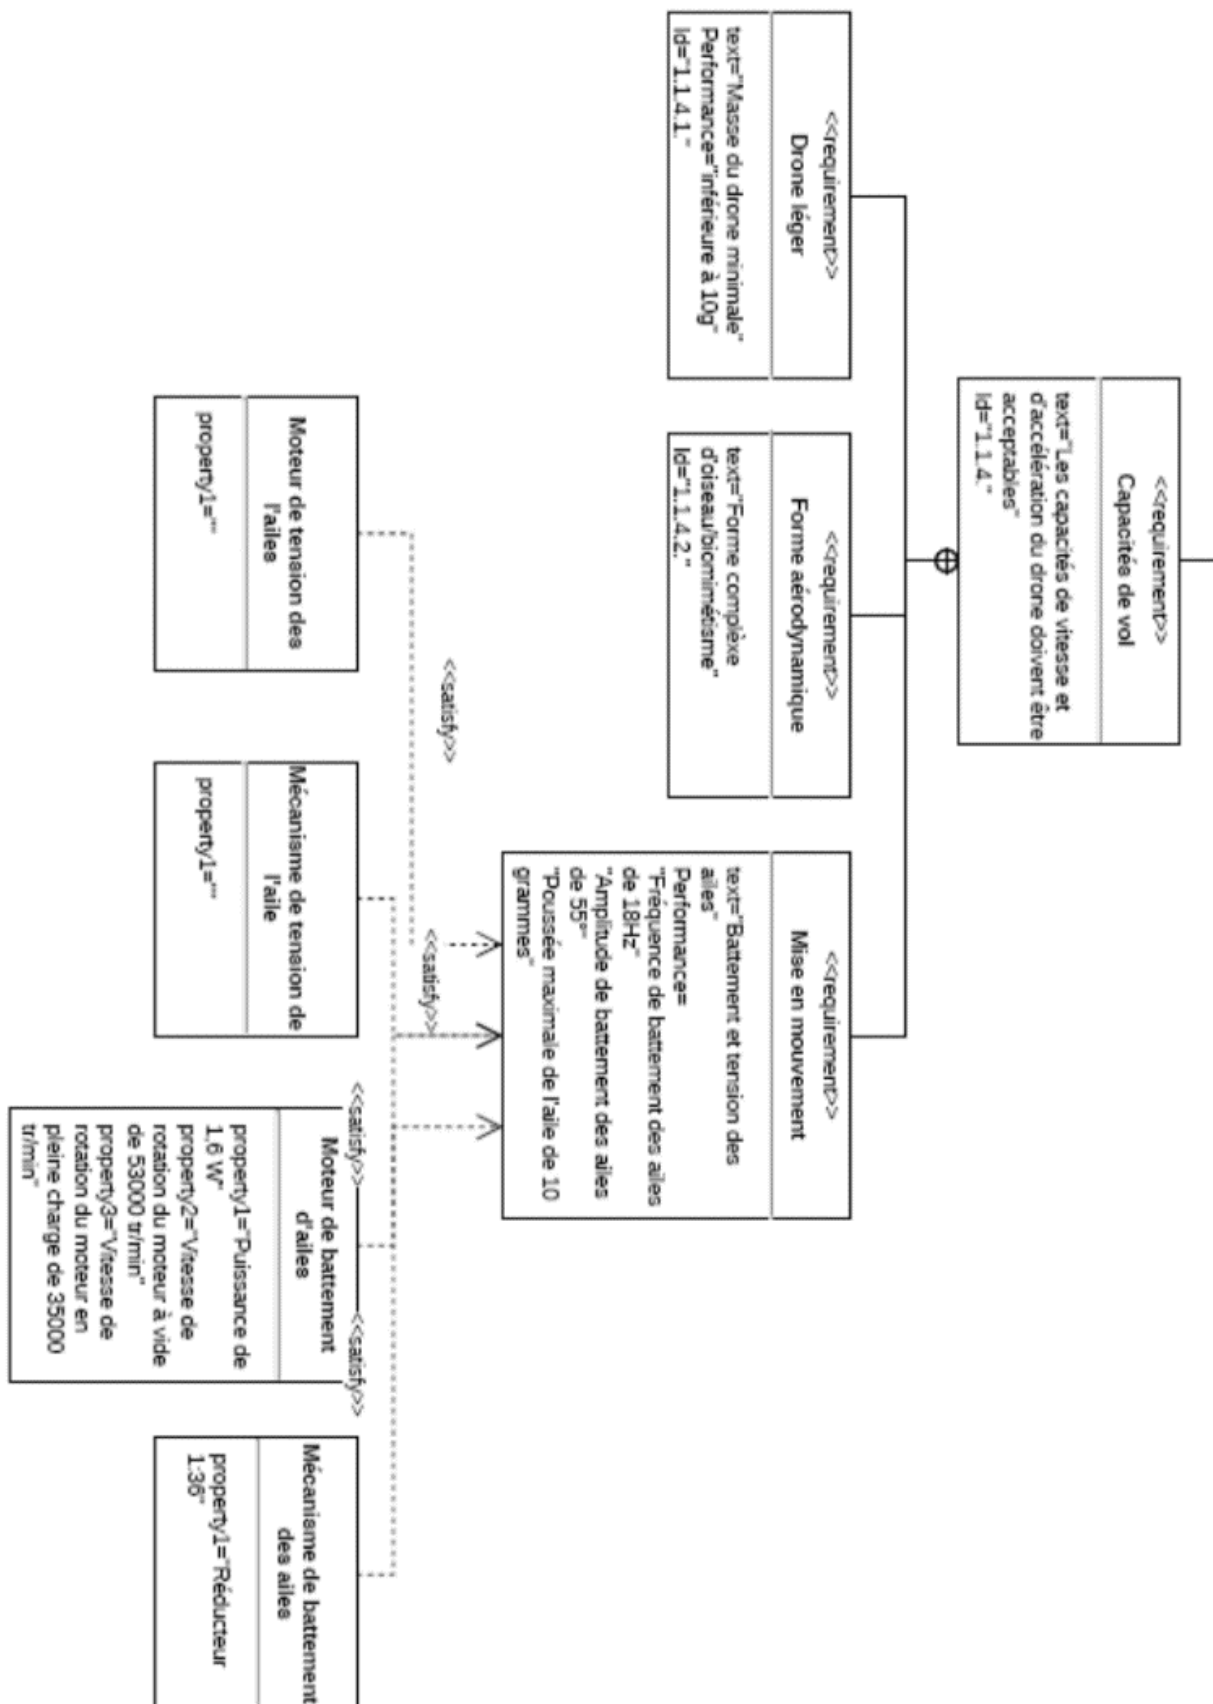 <<requirement>>
Capacités de vol
text="Les capacités de vitesse et
d'accélération du drone doivent être
acceptables"
Id="1.1.4."
<<requirement>>
Drone léger
text="Masse du drone minimale"
Performance="inférieure à 10g"
Id="1.1.4.1."
<<requirement>>
Forme aérodynamique
text="Forme complèxe
d'oiseau/biomimétisme"
Id="1.1.4.2."
<<requirement>>
Mise en mouvement
text="Battement et tension des
ailes"
Performance=
"Fréquence de battement des ailes
de 18Hz"
"Amplitude de battement des ailes
de 55°"
"Poussée maximale de l'aile de 10
grammes"
<<satisfy>>
<<satisfy>>
<<satisfy>>
<<satisfy>>
Moteur de tension des
l'ailes
property1=""
Mécanisme de tension de
l'aile
property1=""
Moteur de battement
d'ailes
property1="Puissance de
1,6 W"
property2="Vitesse de
rotation du moteur à vide
de 53000 tr/min"
property3="Vitesse de
rotation du moteur en
pleine charge de 35000
tr/min"
Mécanisme de battement
des ailes
property1="Réducteur
1:36"